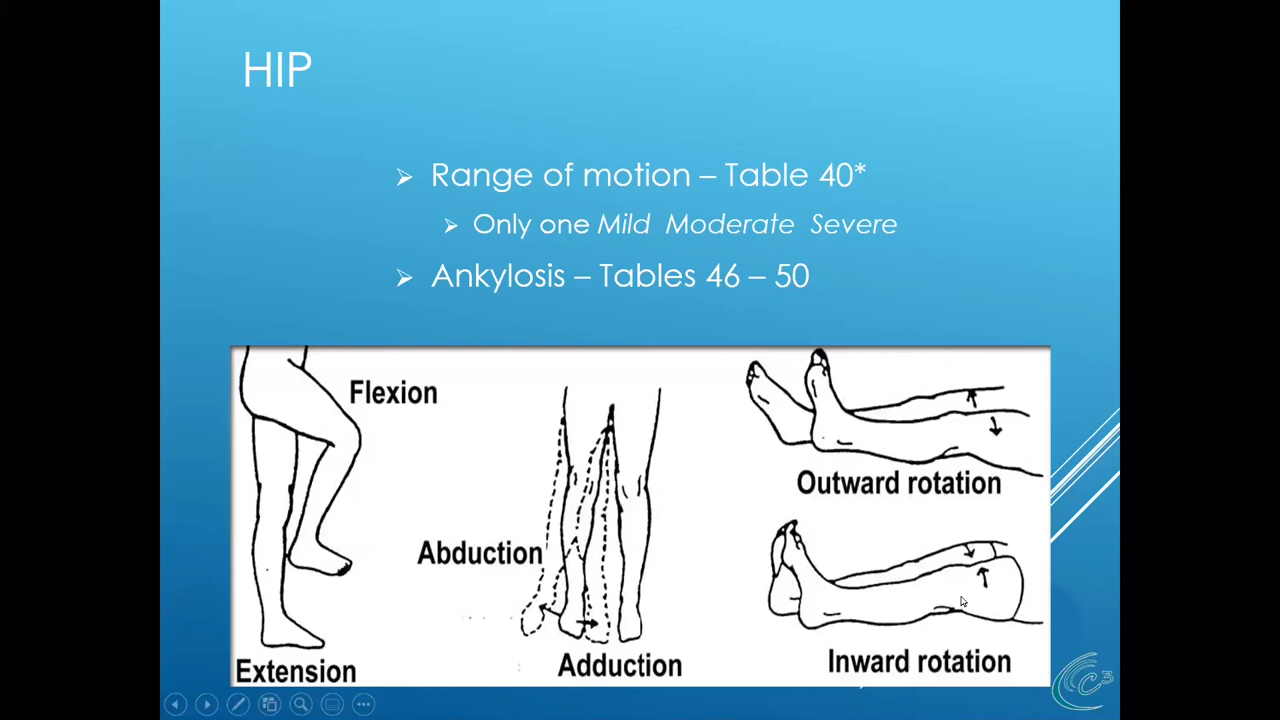 HIP
Range of motion – Table 40*
Only one Mild Moderate Severe
Ankylosis – Tables 46 – 50
Flexion
Abduction
Extension
Adduction
Outward rotation
Inward rotation
C3